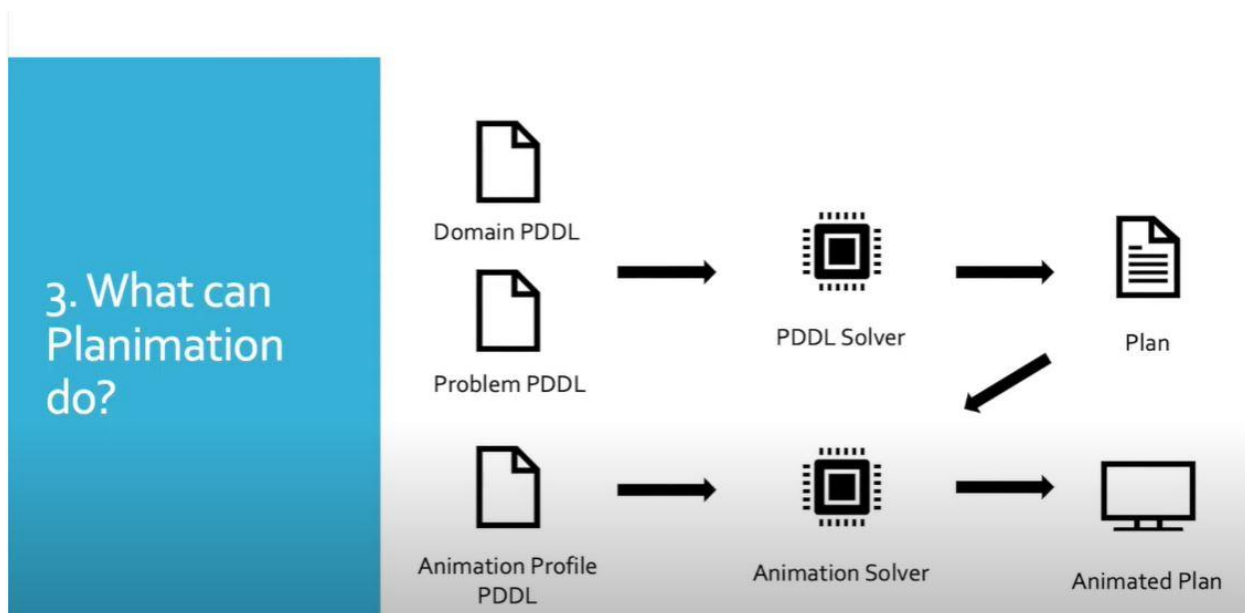 3. What can
Planimation
do?
Domain PDDL
Problem PDDL
PDDL Solver
Plan
Animation Profile
PDDL
Animation Solver
Animated Plan